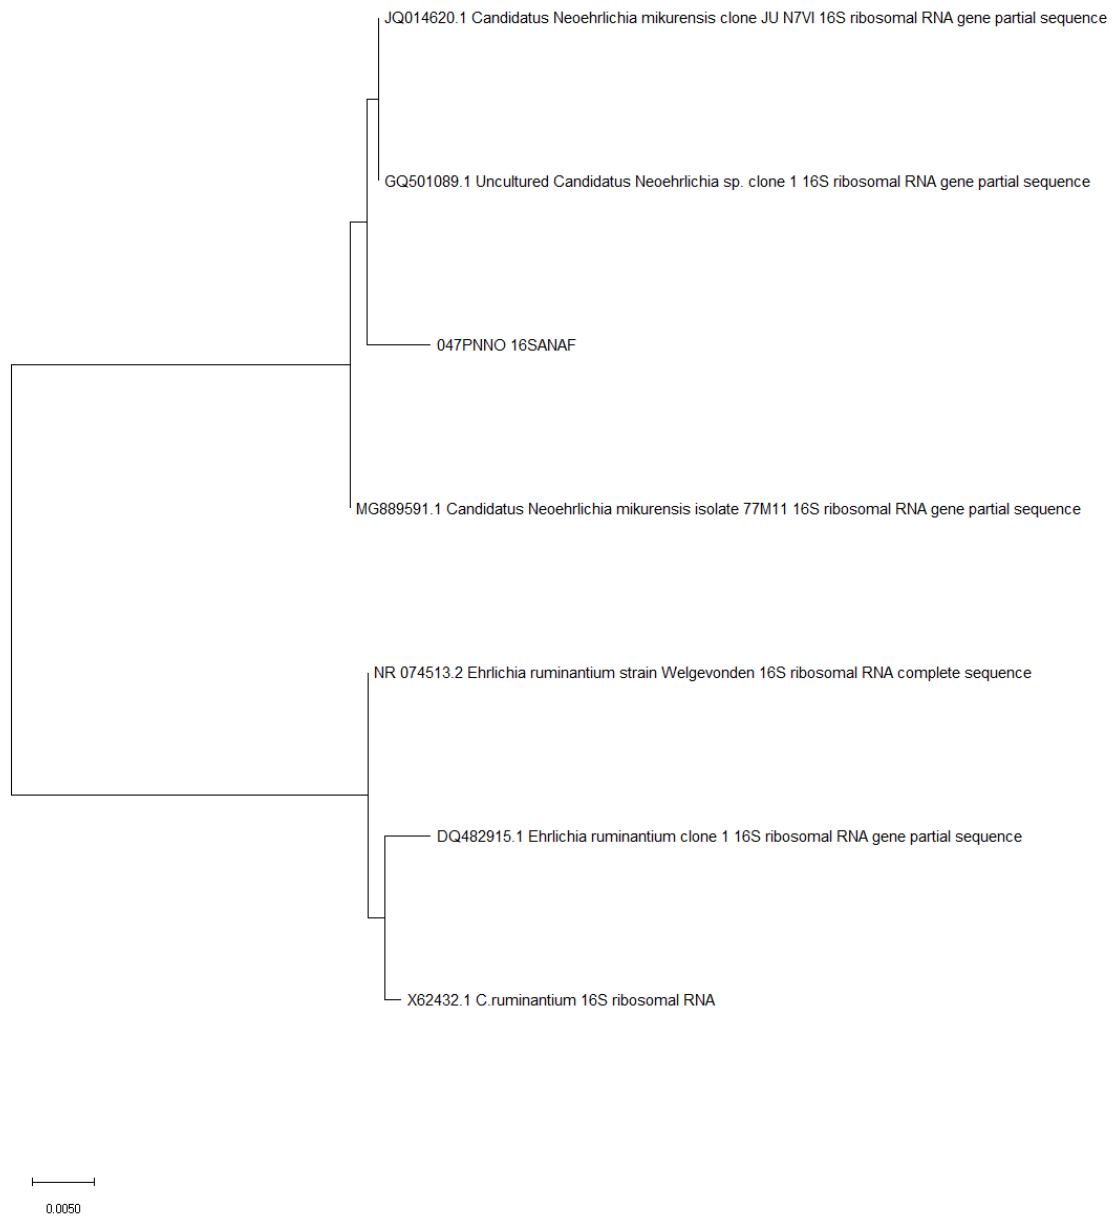 JQ014620.1 Candidatus Neoehrlichia mikurensis clone JU N7VI 16S ribosomal RNA gene partial sequence
GQ501089.1 Uncultured Candidatus Neoehrlichia sp. clone 1 16S ribosomal RNA gene partial sequence
047PNNO 16SANAF
MG889591.1 Candidatus Neoehrlichia mikurensis isolate 77M11 16S ribosomal RNA gene partial sequence
NR 074513.2 Ehrlichia ruminantium strain Welgevonden 16S ribosomal RNA complete sequence
DQ482915.1 Ehrlichia ruminantium clone 1 16S ribosomal RNA gene partial sequence
X62432.1 C.ruminantium 16S ribosomal RNA
0.0050